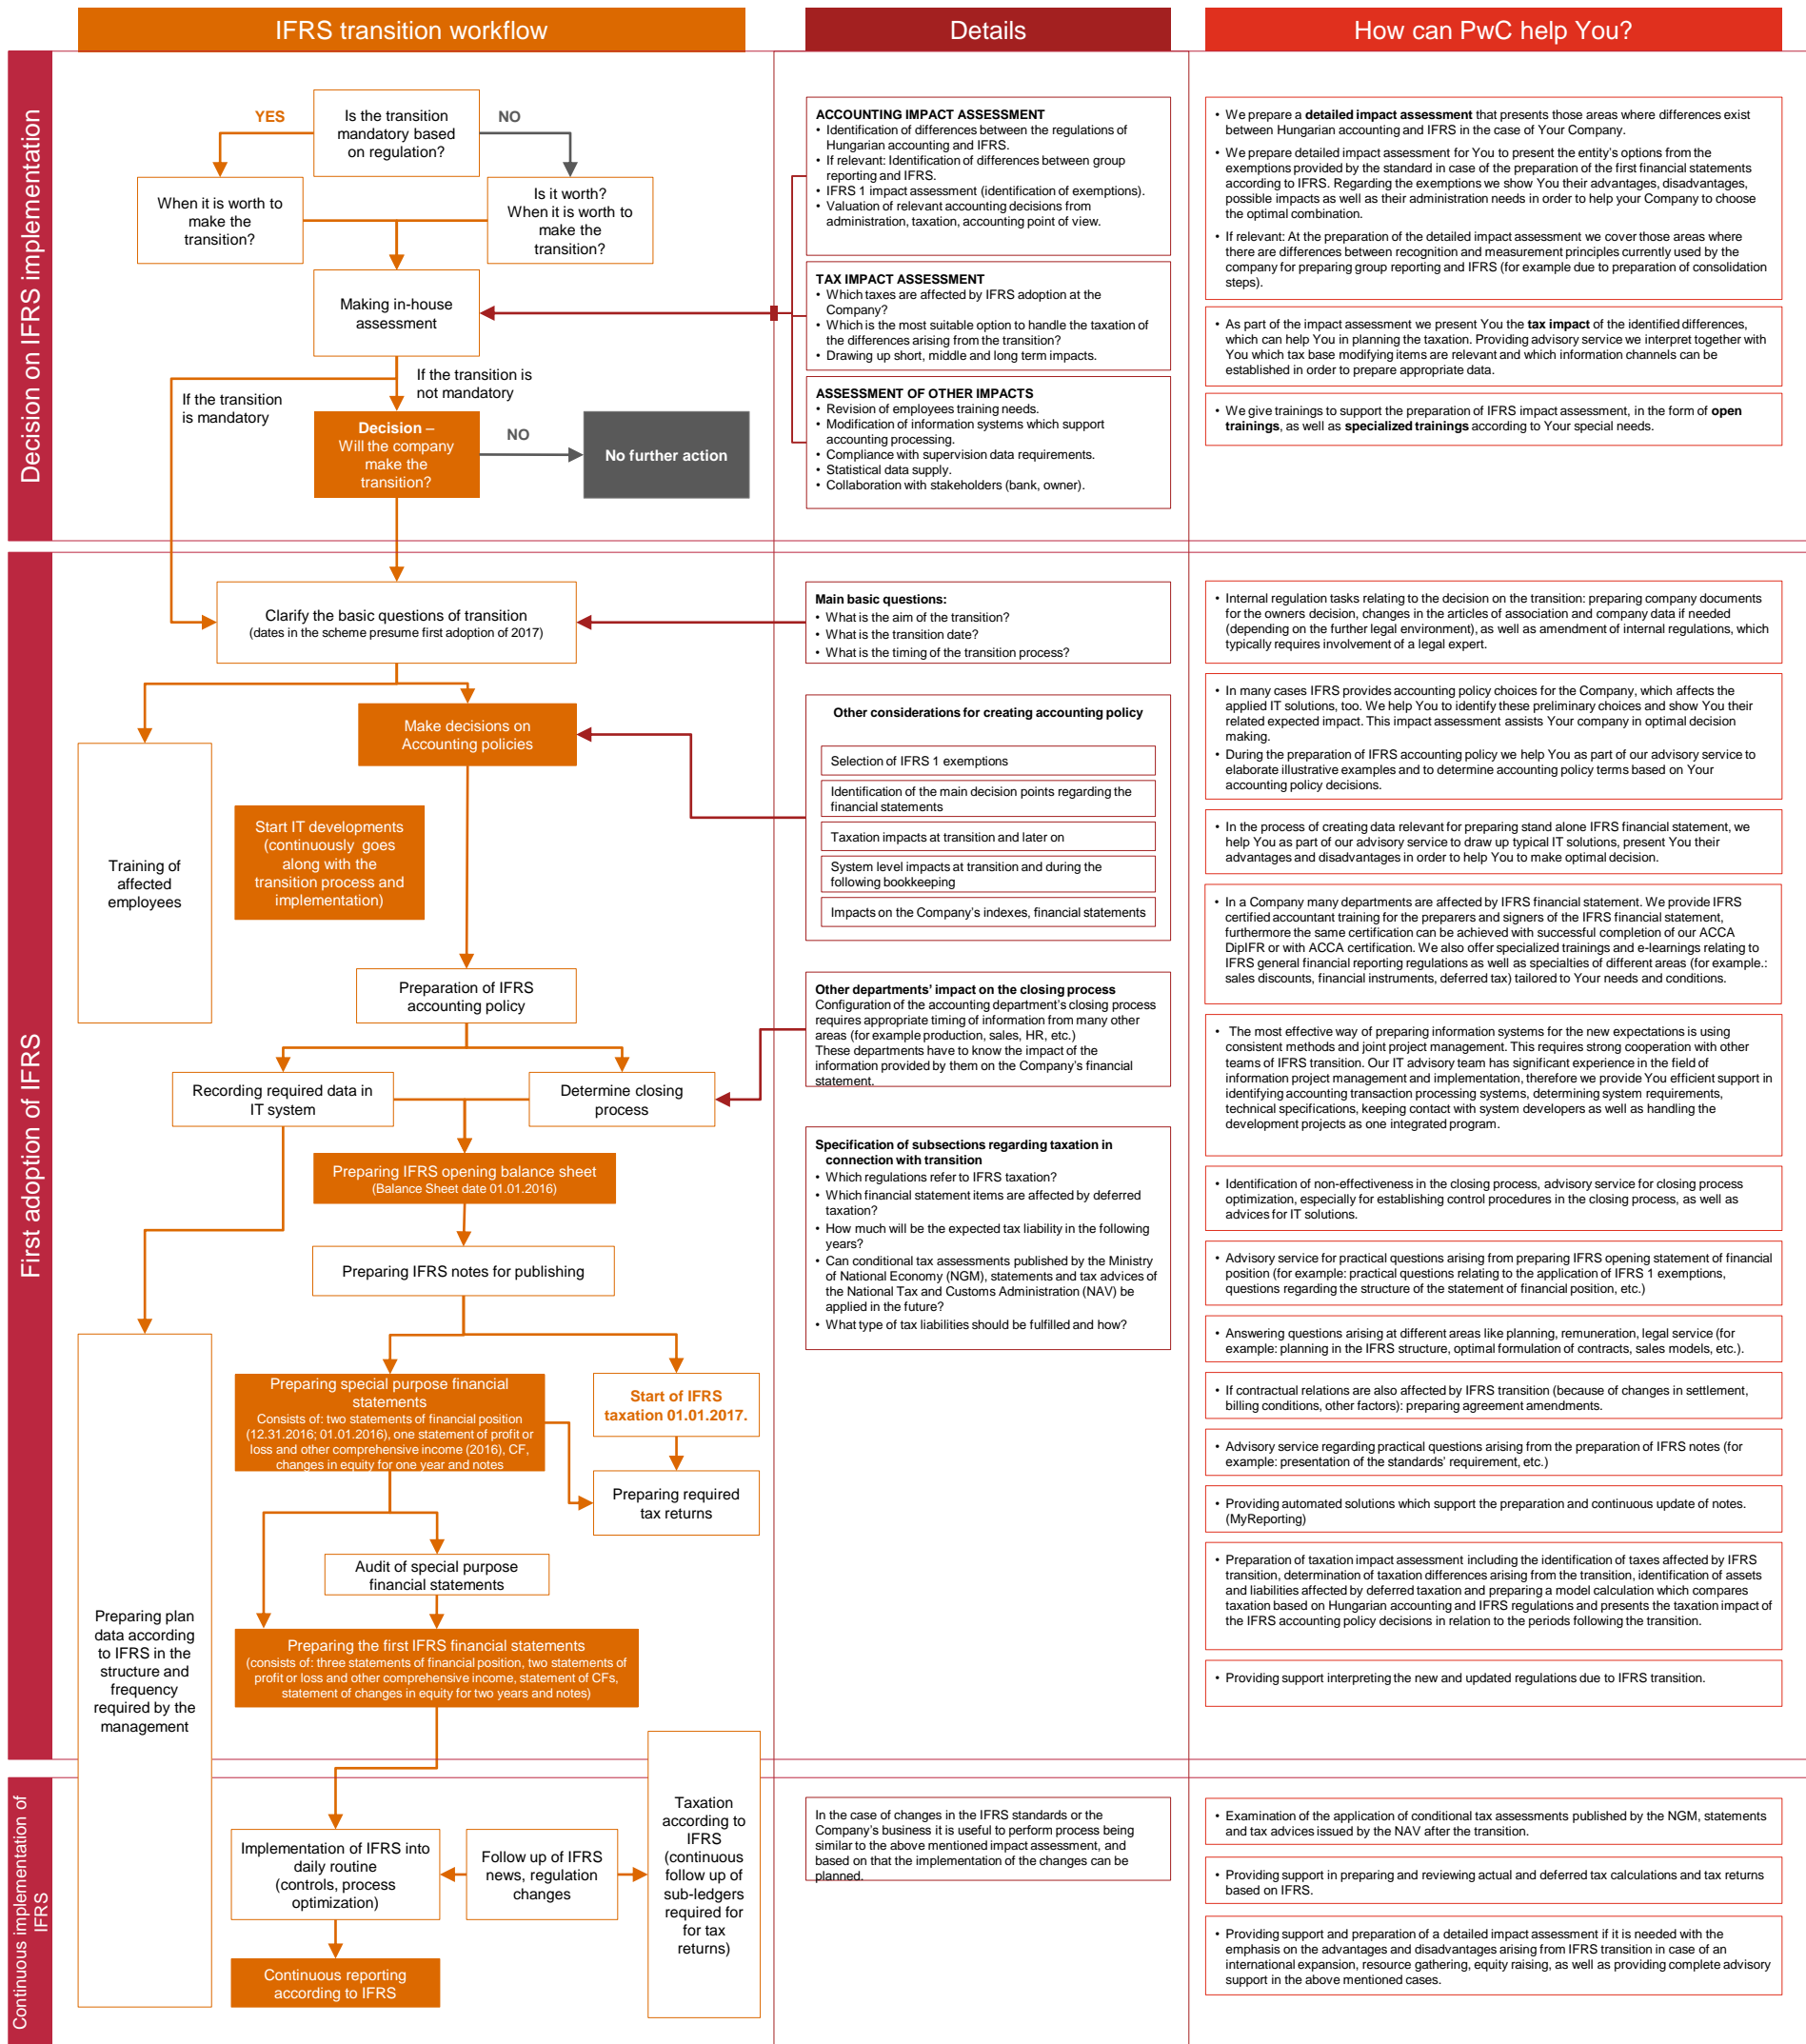 IFRS transition workflow
Details
How can PwC help You?
Decision on IFRS implementation
Is the transition
mandatory based
on regulation?
YES
NO
When it is worth to
make the
transition?
Is it worth?
When it is worth to
make the
transition?
Making in-house
assessment
If the transition
is mandatory
If the transition is
not mandatory
Decision –
Will the company
make the
transition?
NO
No further action
ACCOUNTING IMPACT ASSESSMENT
• Identification of differences between the regulations of
Hungarian accounting and IFRS.
• If relevant: Identification of differences between group
reporting and IFRS.
• IFRS 1 impact assessment (identification of exemptions).
• Valuation of relevant accounting decisions from
administration, taxation, accounting point of view.
TAX IMPACT ASSESSMENT
• Which taxes are affected by IFRS adoption at the
Company?
• Which is the most suitable option to handle the taxation of
the differences arising from the transition?
• Drawing up short, middle and long term impacts.
ASSESSMENT OF OTHER IMPACTS
• Revision of employees training needs.
• Modification of information systems which support
accounting processing.
• Compliance with supervision data requirements.
• Statistical data supply.
• Collaboration with stakeholders (bank, owner).
• We prepare a detailed impact assessment that presents those areas where differences exist
between Hungarian accounting and IFRS in the case of Your Company.
• We prepare detailed impact assessment for You to present the entity's options from the
exemptions provided by the standard in case of the preparation of the first financial statements
according to IFRS. Regarding the exemptions we show You their advantages, disadvantages,
possible impacts as well as their administration needs in order to help your Company to choose
the optimal combination.
• If relevant: At the preparation of the detailed impact assessment we cover those areas where
there are differences between recognition and measurement principles currently used by the
company for preparing group reporting and IFRS (for example due to preparation of consolidation
steps).
• As part of the impact assessment we present You the tax impact of the identified differences,
which can help You in planning the taxation. Providing advisory service we interpret together with
You which tax base modifying items are relevant and which information channels can be
established in order to prepare appropriate data.
• We give trainings to support the preparation of IFRS impact assessment, in the form of open
trainings, as well as specialized trainings according to Your special needs.
First adoption of IFRS
Clarify the basic questions of transition
(dates in the scheme presume first adoption of 2017)
Make decisions on
Accounting policies
Training of
affected
employees
Start IT developments
(continuously goes
along with the
transition process and
implementation)
Preparation of IFRS
accounting policy
Recording required data in
IT system
Determine closing
process
Preparing IFRS opening balance sheet
(Balance Sheet date 01.01.2016)
Preparing IFRS notes for publishing
Preparing special purpose financial
statements
Consists of: two statements of financial position
(12.31.2016; 01.01.2016), one statement of profit or
loss and other comprehensive income (2016), CF,
changes in equity for one year and notes
Start of IFRS
taxation 01.01.2017.
Preparing required
tax returns
Audit of special purpose
financial statements
Preparing the first IFRS financial statements
(consists of: three statements of financial position, two statements of
profit or loss and other comprehensive income, statement of CFs,
statement of changes in equity for two years and notes)
Preparing plan
data according
to IFRS in the
structure and
frequency
required by the
management
Main basic questions:
• What is the aim of the transition?
• What is the transition date?
• What is the timing of the transition process?
Other considerations for creating accounting policy
Selection of IFRS 1 exemptions
Identification of the main decision points regarding the
financial statements
Taxation impacts at transition and later on
System level impacts at transition and during the
following bookkeeping
Impacts on the Company's indexes, financial statements
Other departments' impact on the closing process
Configuration of the accounting department's closing process
requires appropriate timing of information from many other
areas (for example production, sales, HR, etc.)
These departments have to know the impact of the
information provided by them on the Company's financial
statement.
Specification of subsections regarding taxation in
connection with transition
• Which regulations refer to IFRS taxation?
• Which financial statement items are affected by deferred
taxation?
• How much will be the expected tax liability in the following
years?
• Can conditional tax assessments published by the Ministry
of National Economy (NGM), statements and tax advices of
the National Tax and Customs Administration (NAV) be
applied in the future?
• What type of tax liabilities should be fulfilled and how?
• Internal regulation tasks relating to the decision on the transition: preparing company documents
for the owners decision, changes in the articles of association and company data if needed
(depending on the further legal environment), as well as amendment of internal regulations, which
typically requires involvement of a legal expert.
• In many cases IFRS provides accounting policy choices for the Company, which affects the
applied IT solutions, too. We help You to identify these preliminary choices and show You their
related expected impact. This impact assessment assists Your company in optimal decision
making.
• During the preparation of IFRS accounting policy we help You as part of our advisory service to
elaborate illustrative examples and to determine accounting policy terms based on Your
accounting policy decisions.
• In the process of creating data relevant for preparing stand alone IFRS financial statement, we
help You as part of our advisory service to draw up typical IT solutions, present You their
advantages and disadvantages in order to help You to make optimal decision.
• In a Company many departments are affected by IFRS financial statement. We provide IFRS
certified accountant training for the preparers and signers of the IFRS financial statement,
furthermore the same certification can be achieved with successful completion of our ACCA
DipIFR or with ACCA certification. We also offer specialized trainings and e-learnings relating to
IFRS general financial reporting regulations as well as specialties of different areas (for example.:
sales discounts, financial instruments, deferred tax) tailored to Your needs and conditions.
• The most effective way of preparing information systems for the new expectations is using
consistent methods and joint project management. This requires strong cooperation with other
teams of IFRS transition. Our IT advisory team has significant experience in the field of
information project management and implementation, therefore we provide You efficient support in
identifying accounting transaction processing systems, determining system requirements,
technical specifications, keeping contact with system developers as well as handling the
development projects as one integrated program.
• Identification of non-effectiveness in the closing process, advisory service for closing process
optimization, especially for establishing control procedures in the closing process, as well as
advices for IT solutions.
• Advisory service for practical questions arising from preparing IFRS opening statement of financial
position (for example: practical questions relating to the application of IFRS 1 exemptions,
questions regarding the structure of the statement of financial position, etc.)
• Answering questions arising at different areas like planning, remuneration, legal service (for
example: planning in the IFRS structure, optimal formulation of contracts, sales models, etc.).
• If contractual relations are also affected by IFRS transition (because of changes in settlement,
billing conditions, other factors): preparing agreement amendments.
• Advisory service regarding practical questions arising from the preparation of IFRS notes (for
example: presentation of the standards' requirement, etc.)
• Providing automated solutions which support the preparation and continuous update of notes.
(MyReporting)
• Preparation of taxation impact assessment including the identification of taxes affected by IFRS
transition, determination of taxation differences arising from the transition, identification of assets
and liabilities affected by deferred taxation and preparing a model calculation which compares
taxation based on Hungarian accounting and IFRS regulations and presents the taxation impact of
the IFRS accounting policy decisions in relation to the periods following the transition.
• Providing support interpreting the new and updated regulations due to IFRS transition.
Continuous implementation of
IFRS
Implementation of IFRS into
daily routine
(controls, process
optimization)
Follow up of IFRS
news, regulation
changes
Taxation
according to
IFRS
(continuous
follow up of
sub-ledgers
required for
for tax
returns)
Continuous reporting
according to IFRS
In the case of changes in the IFRS standards or the
Company's business it is useful to perform process being
similar to the above mentioned impact assessment, and
based on that the implementation of the changes can be
planned.
• Examination of the application of conditional tax assessments published by the NGM, statements
and tax advices issued by the NAV after the transition.
• Providing support in preparing and reviewing actual and deferred tax calculations and tax returns
based on IFRS.
• Providing support and preparation of a detailed impact assessment if it is needed with the
emphasis on the advantages and disadvantages arising from IFRS transition in case of an
international expansion, resource gathering, equity raising, as well as providing complete advisory
support in the above mentioned cases.